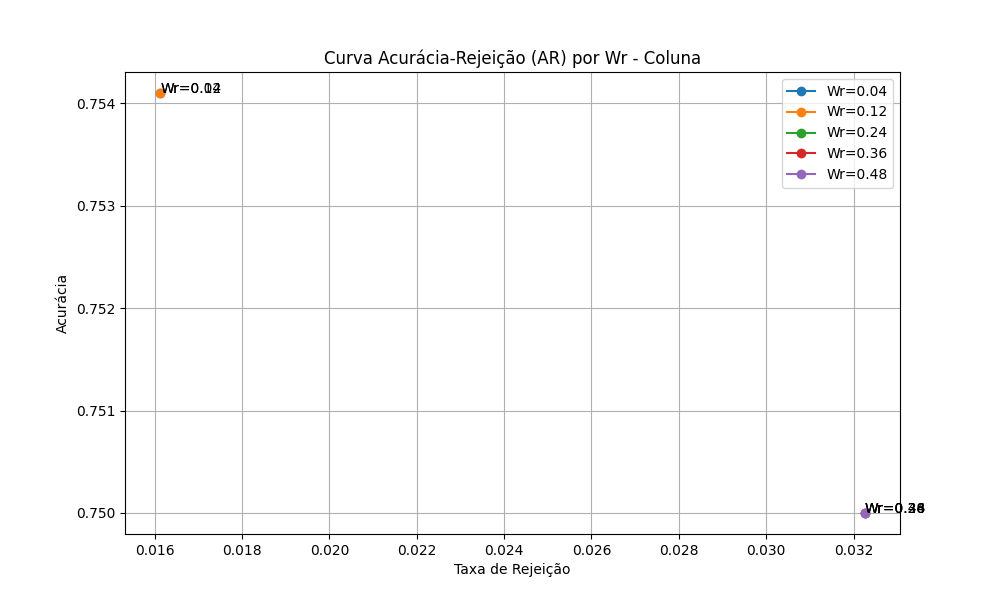 Curva Acurácia-Rejeição (AR) por Wr - Coluna
Wr=0.04
Wr=0.12
Wr=0.24
Wr=0.36
Wr=0.48
0.754
0.753
0.752
0.751
0.750
Acurácia
0.016 0.018 0.020 0.022 0.024 0.026 0.028 0.030 0.032
Taxa de Rejeição